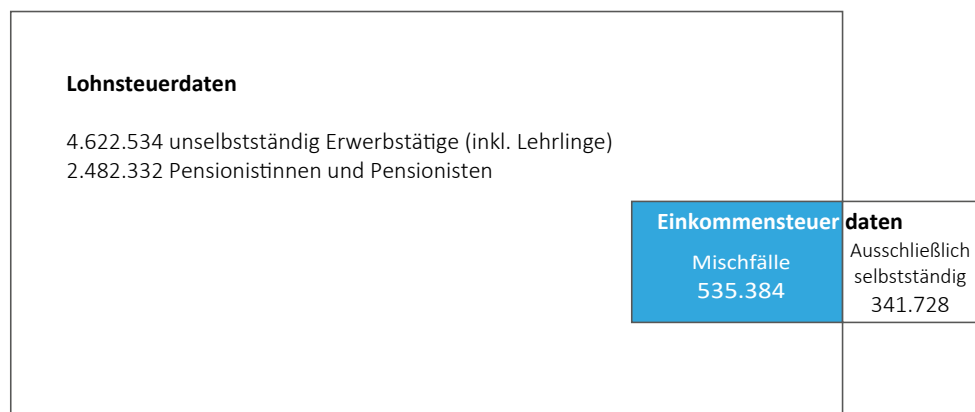 Lohnsteuerdaten
4.622.534 unselbstständig Erwerbstätige (inkl. Lehrlinge)
2.482.332 Pensionistinnen und Pensionisten
Einkommensteuerdaten
Mischfälle
535.384
Ausschließlich
selbstständig
341.728